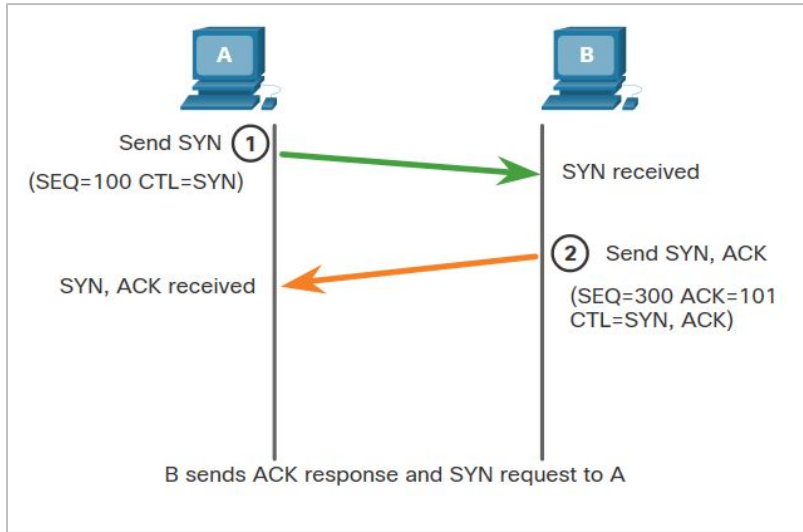 A
B
Send SYN 1
(SEQ=100 CTL=SYN)
SYN received
2 Send SYN, ACK
SYN, ACK received
(SEQ=300 ACK=101
CTL=SYN, ACK)
B sends ACK response and SYN request to A